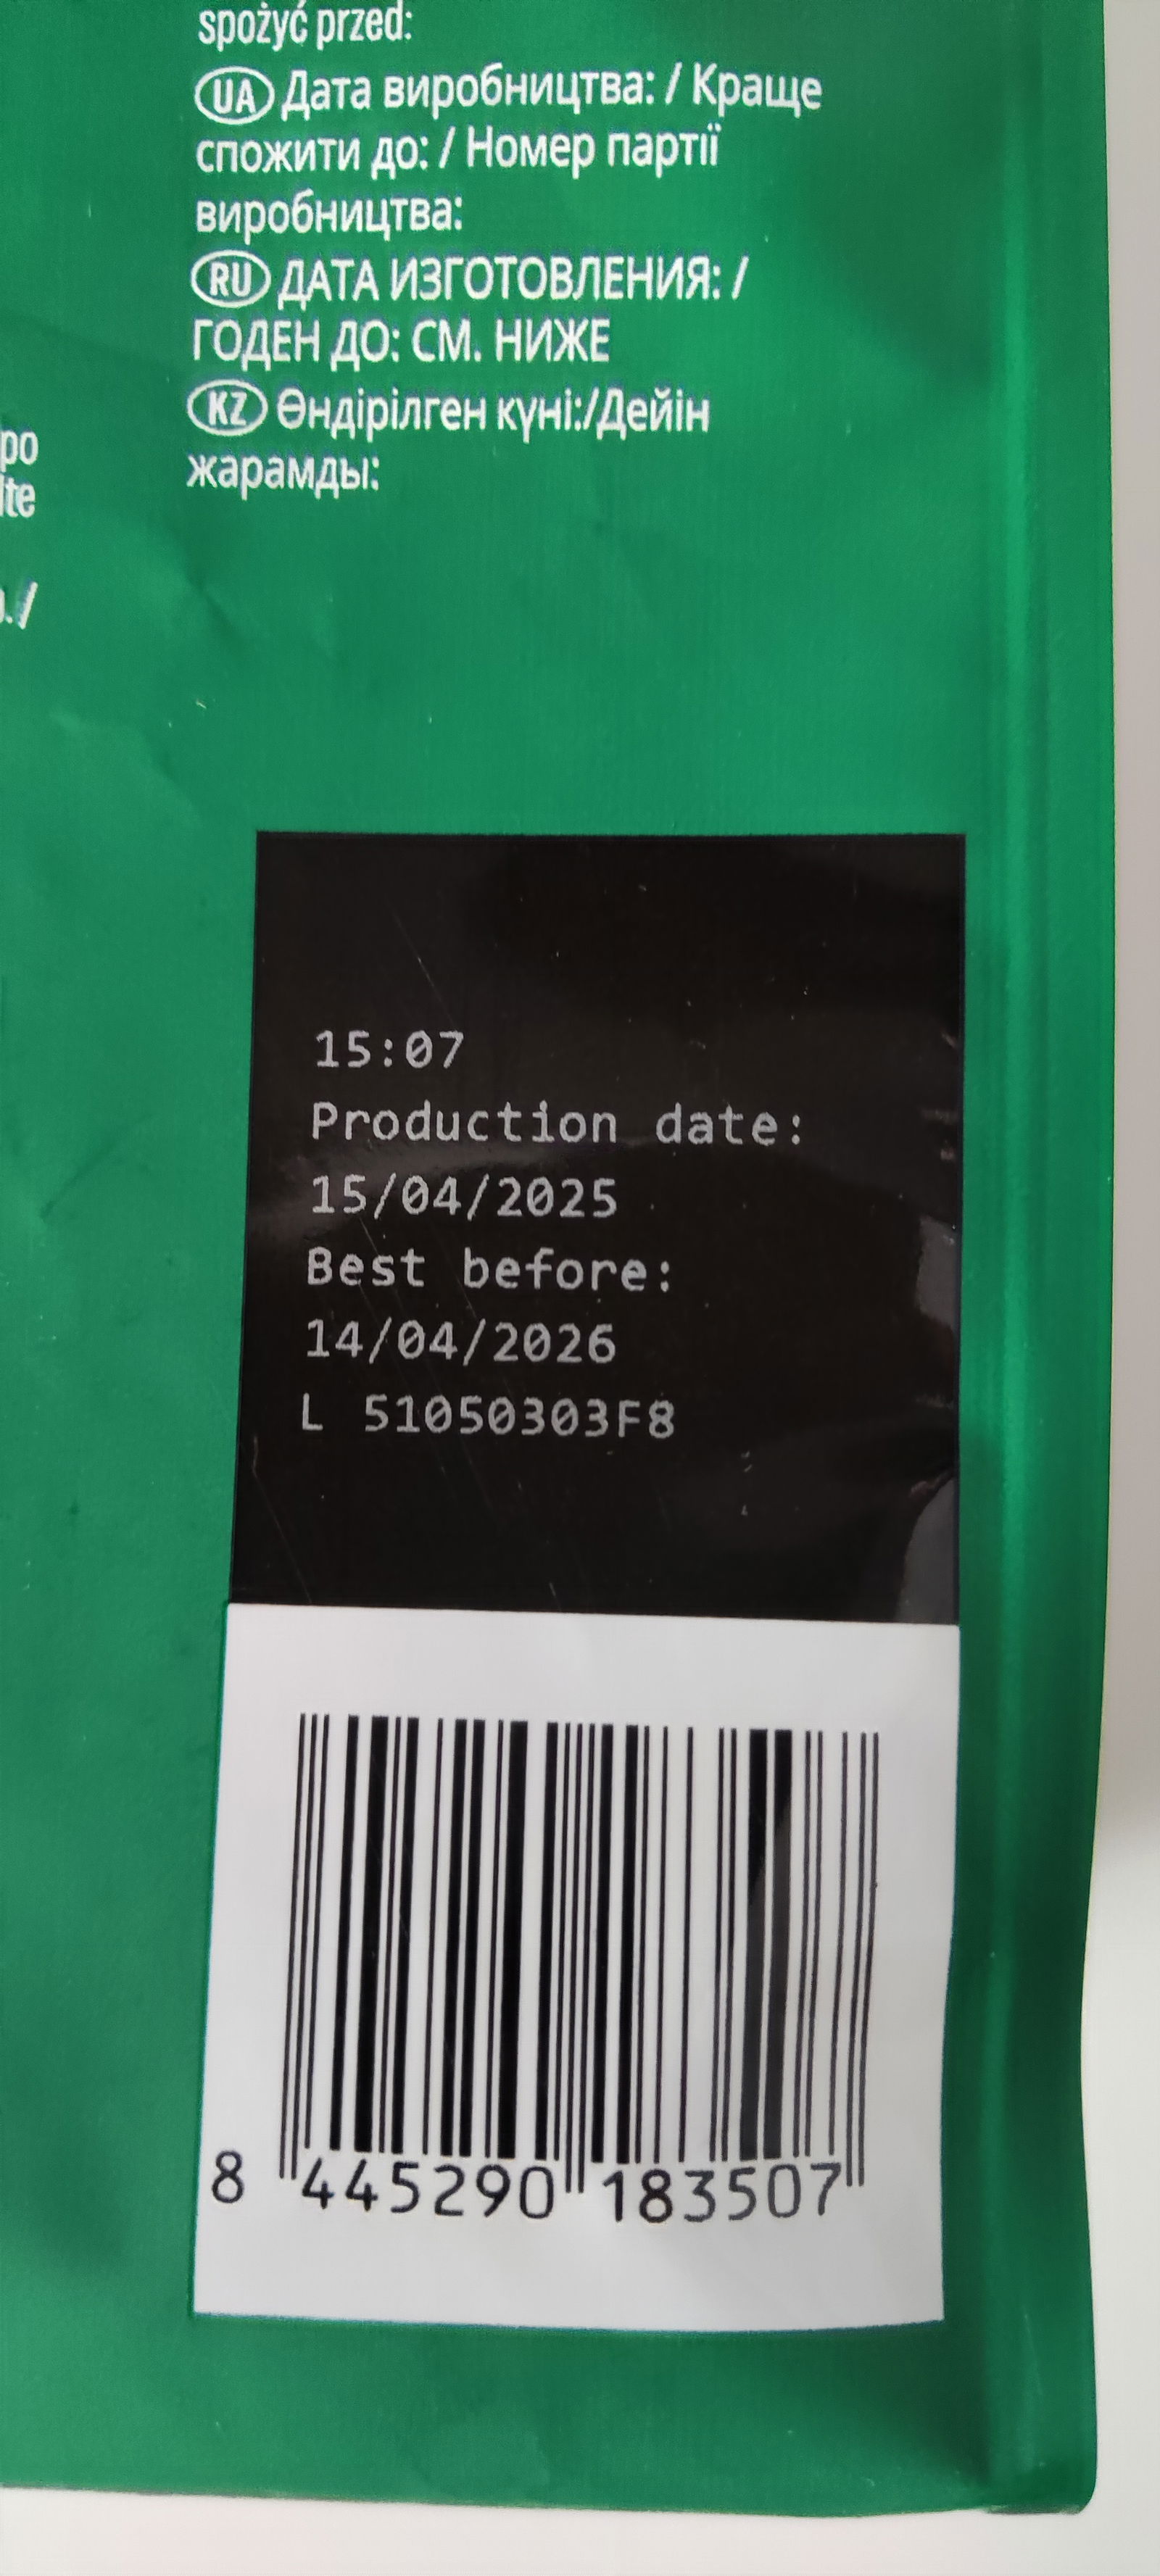 spożyć przed:
UA Дата виробництва: / Краще
спожити до: / Номер партії
виробництва:
RU ДАТА ИЗГОТОВЛЕНИЯ: /
ГОДЕН ДО: СМ. НИЖЕ
KZ Өндірілген күні:/Дейін
жарамды:
15:07
Production date:
15/04/2025
Best before:
14/04/2026
L 51050303F8
8 445290 183507